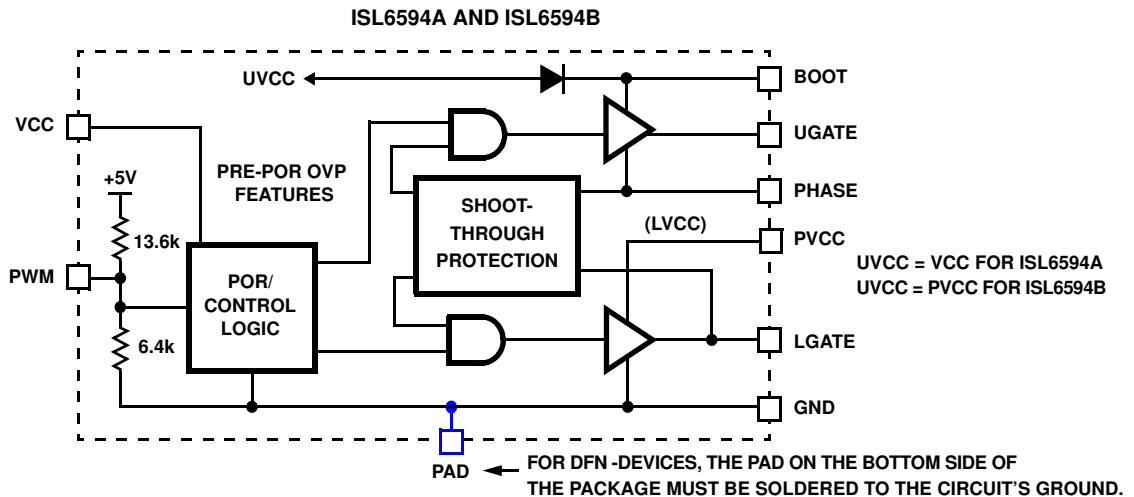 ISL6594A AND ISL6594B
UVCC
BOOT
VCC
UGATE
+5V
PRE-POR OVP
FEATURES
PHASE
SHOOT-
THROUGH
PROTECTION
(LVCC)
13.6k
PVCC
PWM
POR/
CONTROL
LOGIC
UVCC = VCC FOR ISL6594A
UVCC = PVCC FOR ISL6594B
6.4k
LGATE
GND
PAD
FOR DFN -DEVICES, THE PAD ON THE BOTTOM SIDE OF
THE PACKAGE MUST BE SOLDERED TO THE CIRCUIT'S GROUND.